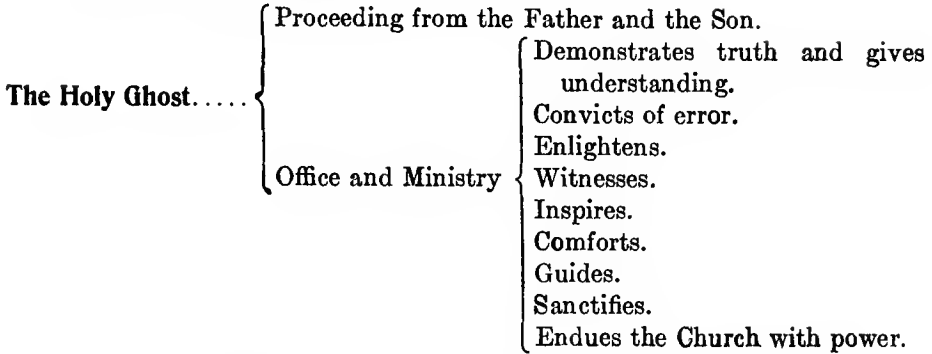 Proceeding from the Father and the Son.
Demonstrates truth and gives
understanding.
The Holy Ghost.....
Convicts of error.
Enlightens.
Office and Ministry
Witnesses.
Inspires.
Comforts.
Guides.
Sanctifies.
Endues the Church with power.